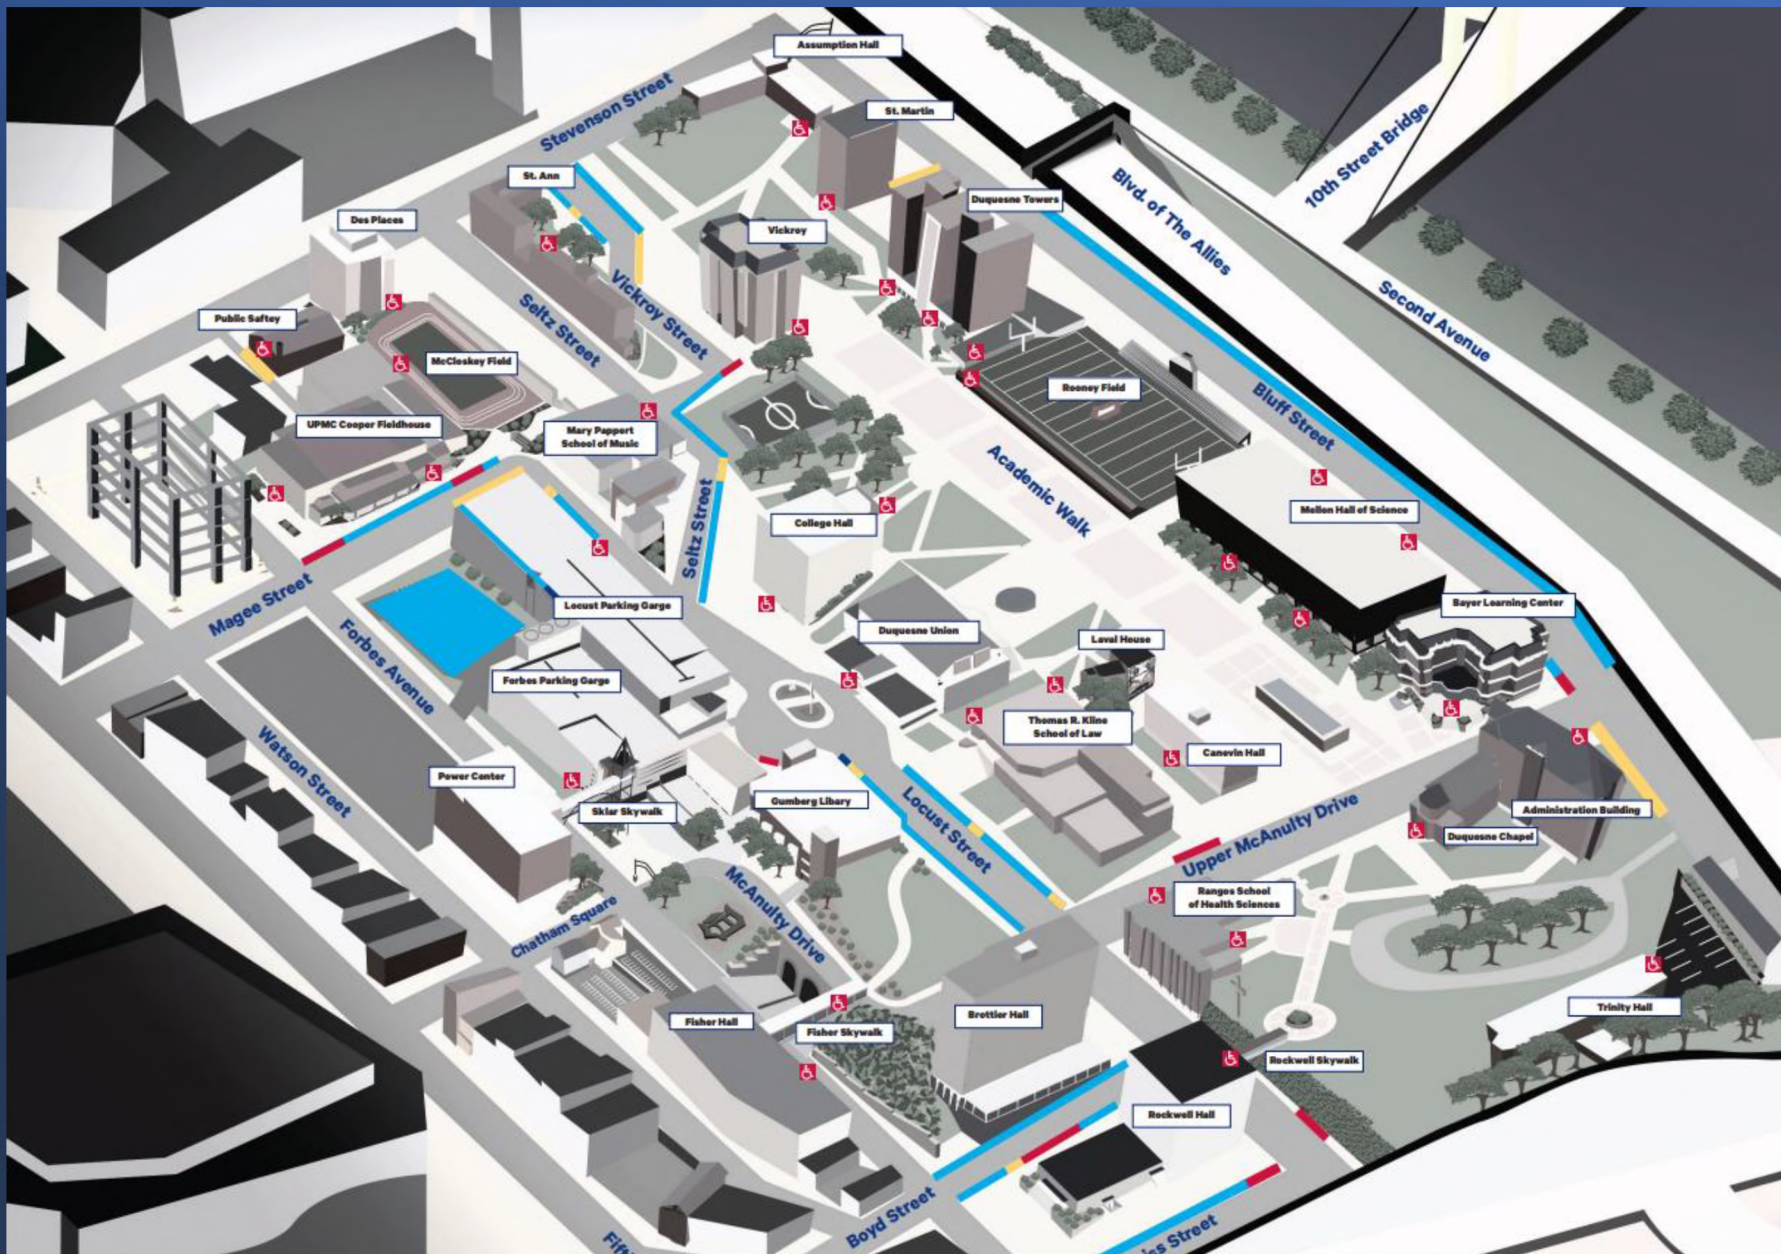 Assumption Hall
Stevenson Street
St. Martin
10th Street Bridge
St. Ann
Duquesne Towers
Blvd. of The Allies
Des Places
Vickroy
Public Saftey
Seltz Street
Vickroy Street
Second Avenue
McCloskey Field
Rooney Field
Bluff Street
UPMC Cooper Fieldhouse
Mary Pappert
School of Music
Academic Walk
Seltz Street
College Hall
Mellon Hall of Science
Magee Street
Locust Parking Garge
Bayer Learning Center
Forbes Avenue
Duquesne Union
Laval House
Forbes Parking Garge
Thomas R. Kline
School of Law
Canevin Hall
Watson Street
Power Center
Sklar Skywalk
Gumberg Libary
Locust Street
Upper McAnulty Drive
Administration Building
Duquesne Chapel
Rangos School
of Health Sciences
Chatham Square
McAnulty Drive
Fisher Hall
Fisher Skywalk
Brottier Hall
Trinity Hall
Rockwell Skywalk
Rockwell Hall
Boyd Street
iss Street